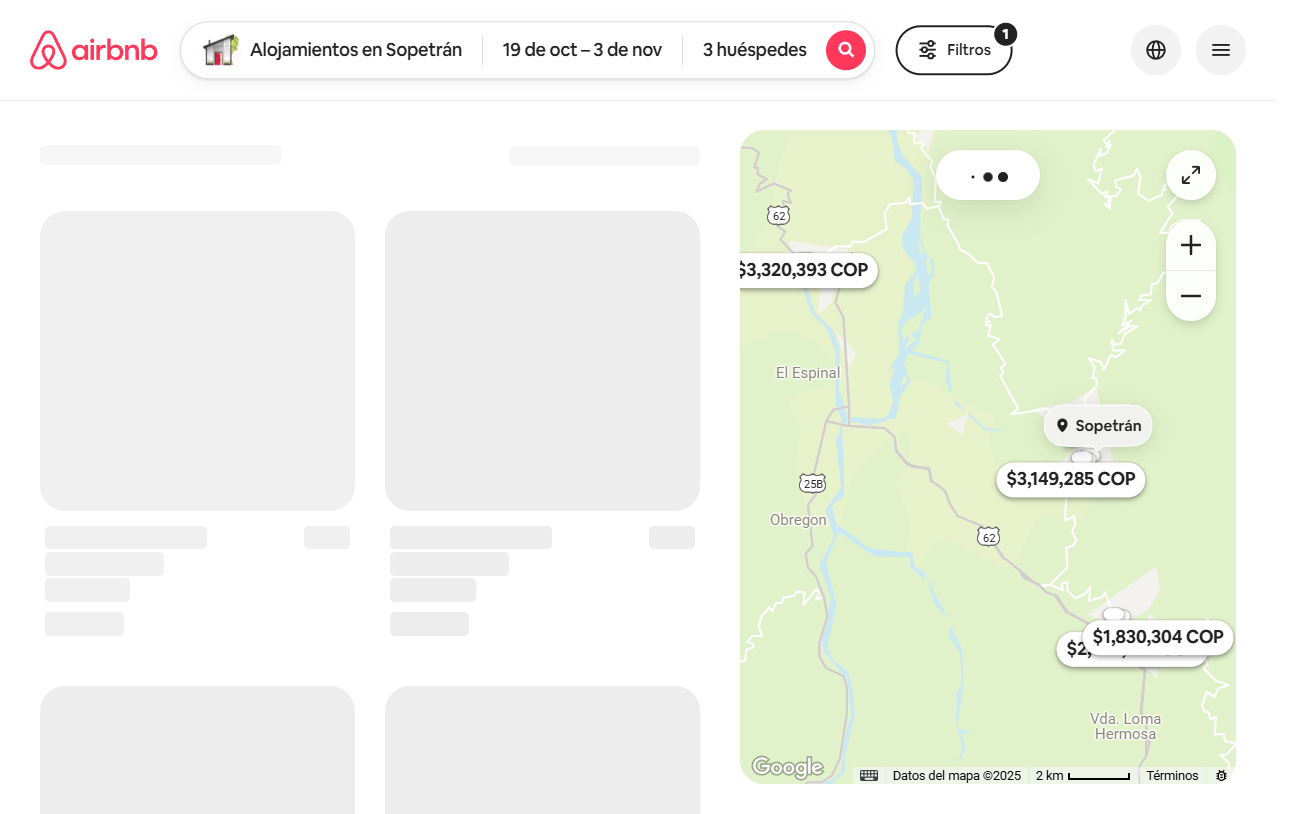 airbnb
Alojamientos en Sopetrán
19 de oct – 3 de nov
3 huéspedes
Filtros
1
62
$3,320,393 COP
El Espinal
Sopetrán
$3,149,285 COP
25B
Obregon
62
$1,830,304 COP
$2,
Vda. Loma
Hermosa
Google
Datos del mapa ©2025
2 km
Términos